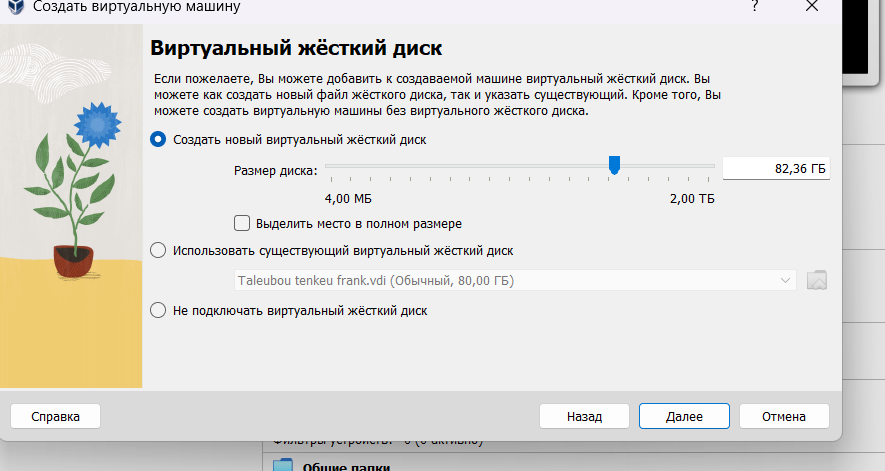 Создать виртуальную машину
?
Виртуальный жёсткий диск
Если пожелаете, Вы можете добавить к создаваемой машине виртуальный жёсткий диск. Вы
можете как создать новый файл жёсткого диска, так и указать существующий. Кроме того, Вы
можете создать виртуальную машины без виртуального жёсткого диска.
Создать новый виртуальный жёсткий диск
Размер диска:
82,36 ГБ
4,00 МБ
2,00 ТБ
Выделить место в полном размере
Использовать существующий виртуальный жёсткий диск
Taleubou tenkeu frank.vdi (Обычный, 80,00 ГБ)
Не подключать виртуальный жёсткий диск
Справка
Назад
Далее
Отмена
Фильтры устройств: 0 (0 активно)
Общие папки